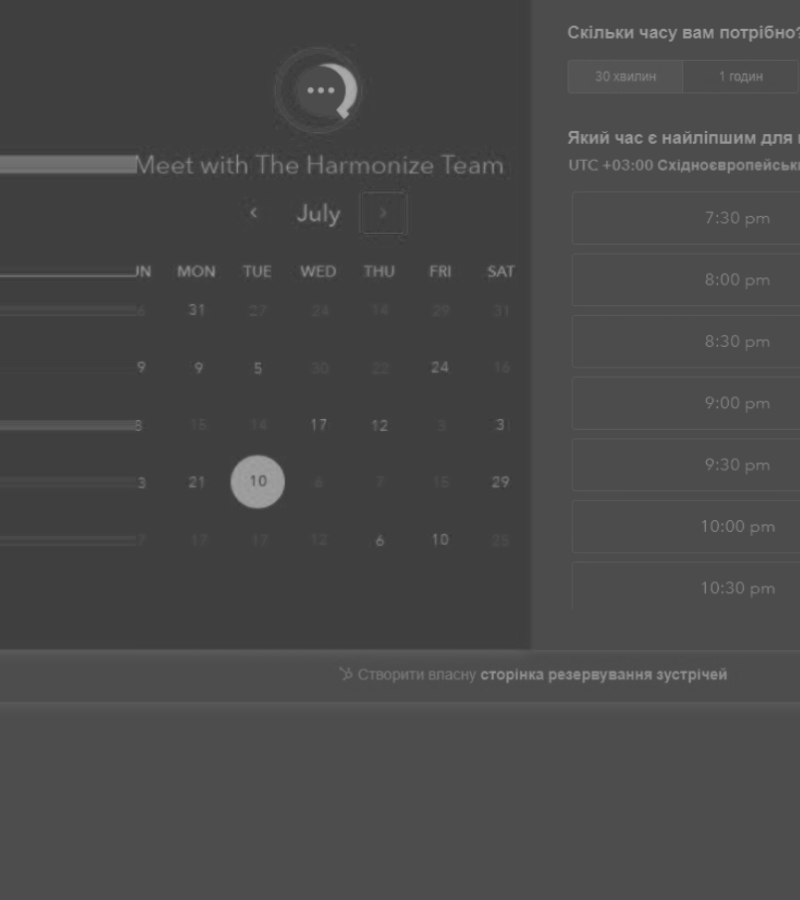 Meet with The Harmonize Team
July
UN MON TUE WED THU FRI SAT
6 31 27 24 14 29 31
9 9 5 30 22 24 16
8 15 14 17 12 3 3
3 21 10 6 7 15 29
7 17 17 12 6 10 25
Скільки часу вам потрібно?
30 хвилин 1 годин
Який час є найліпшим для
UTC +03:00 Східноєвропейськ
7:30 pm
8:00 pm
8:30 pm
9:00 pm
9:30 pm
10:00 pm
10:30 pm
Створити власну сторінка резервування зустрічей